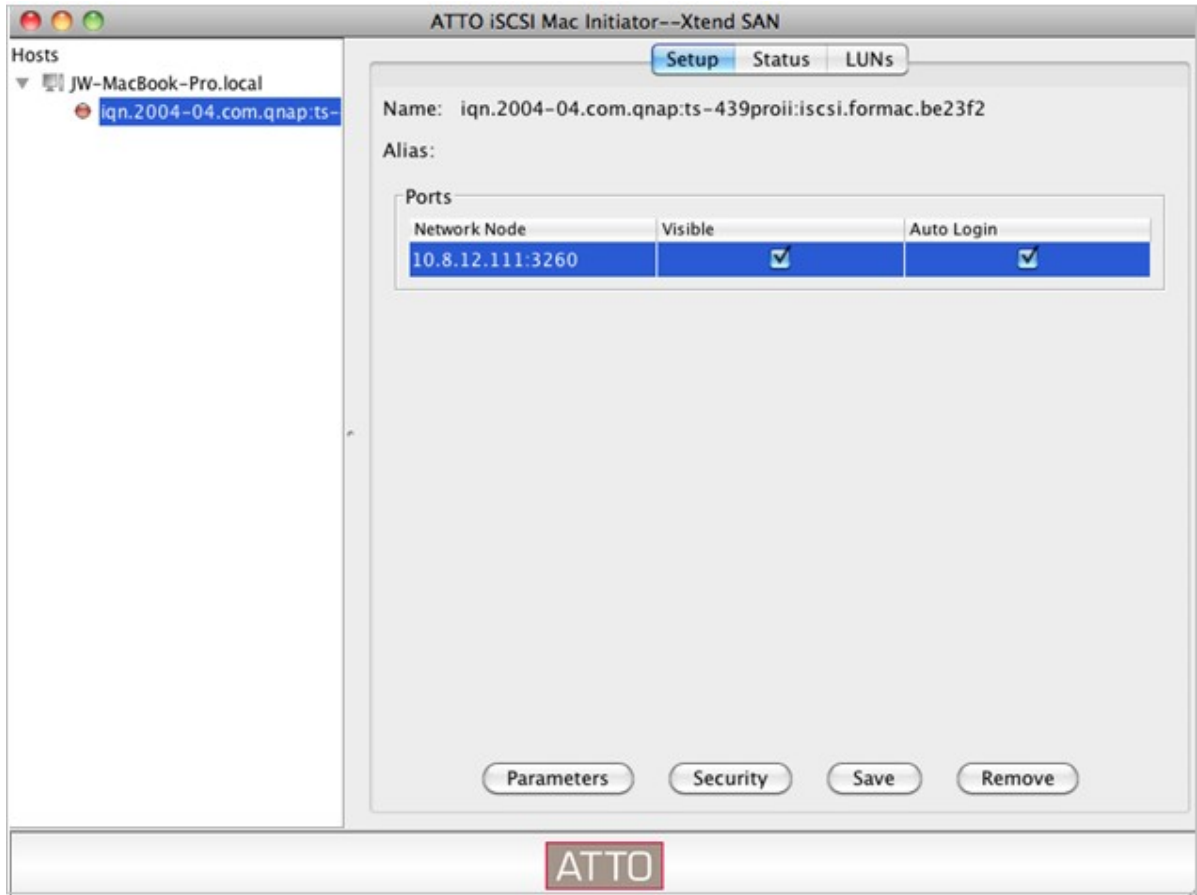 ATTO iSCSI Mac Initiator--Xtend SAN
Hosts
JW-MacBook-Pro.local
iqn.2004-04.com.qnap:ts-
Setup Status LUNs
Name: iqn.2004-04.com.qnap:ts-439proii:iscsi.formac.be23f2
Alias:
Ports
Network Node Visible Auto Login
10.8.12.111:3260
Parameters Security Save Remove
ATTO